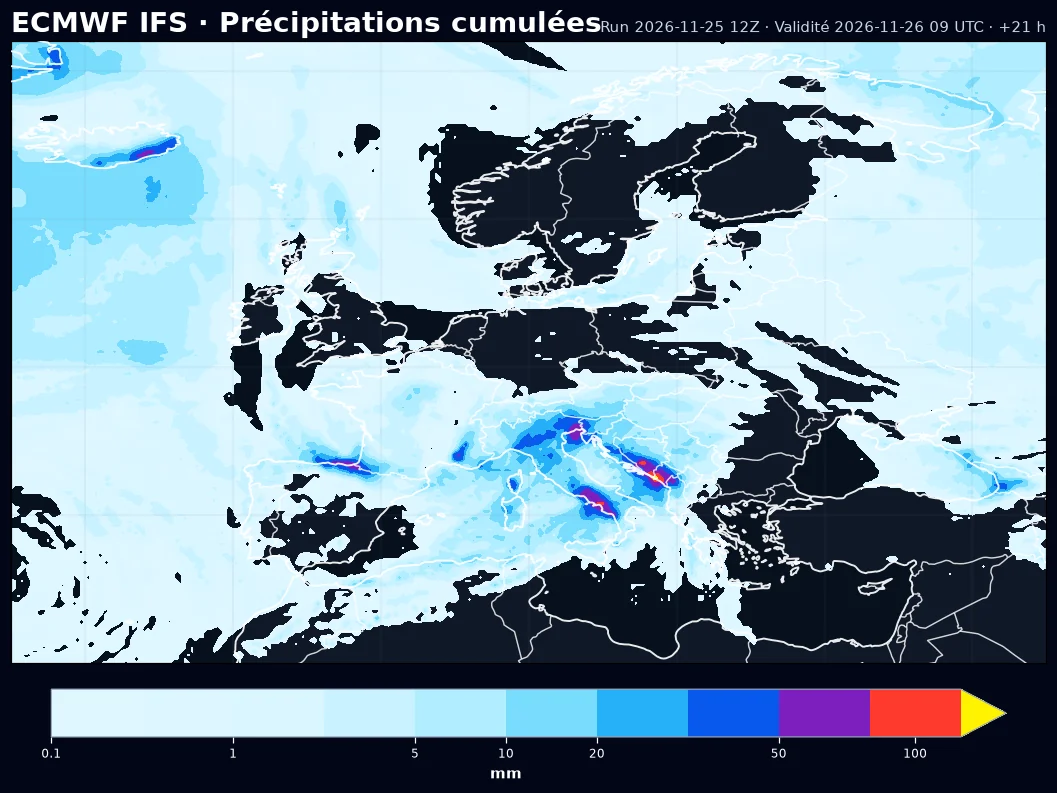 ECMWF IFS · Précipitations cumulées Run 2026-11-25 12Z · Validité 2026-11-26 09 UTC · +21 h
0.1 1 5 10 20 50 100
mm